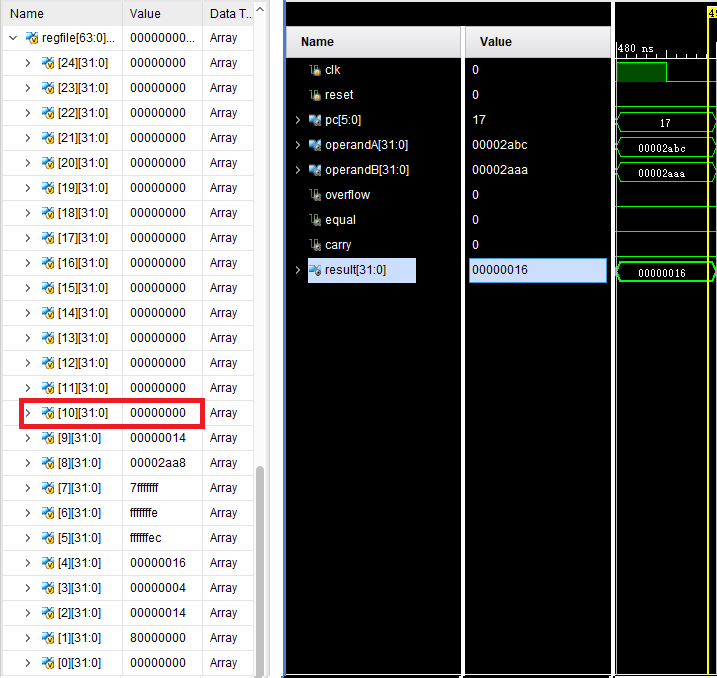 Name Value Data T...
regfile[63:0]... 00000000... Array
[24][31:0] 00000000 Array
[23][31:0] 00000000 Array
[22][31:0] 00000000 Array
[21][31:0] 00000000 Array
[20][31:0] 00000000 Array
[19][31:0] 00000000 Array
[18][31:0] 00000000 Array
[17][31:0] 00000000 Array
[16][31:0] 00000000 Array
[15][31:0] 00000000 Array
[14][31:0] 00000000 Array
[13][31:0] 00000000 Array
[12][31:0] 00000000 Array
[11][31:0] 00000000 Array
[10][31:0] 00000000 Array
[9][31:0] 00000014 Array
[8][31:0] 00002aa8 Array
[7][31:0] 7fffffff Array
[6][31:0] fffffffe Array
[5][31:0] ffffffec Array
[4][31:0] 00000016 Array
[3][31:0] 00000004 Array
[2][31:0] 00000014 Array
[1][31:0] 80000000 Array
[0][31:0] 00000000 Array
Name Value
clk 0
reset 0
pc[5:0] 17
operandA[31:0] 00002abc
operandB[31:0] 00002aaa
overflow 0
equal 0
carry 0
result[31:0] 00000016
480 ns
17
00002abc
00002aaa
00000016